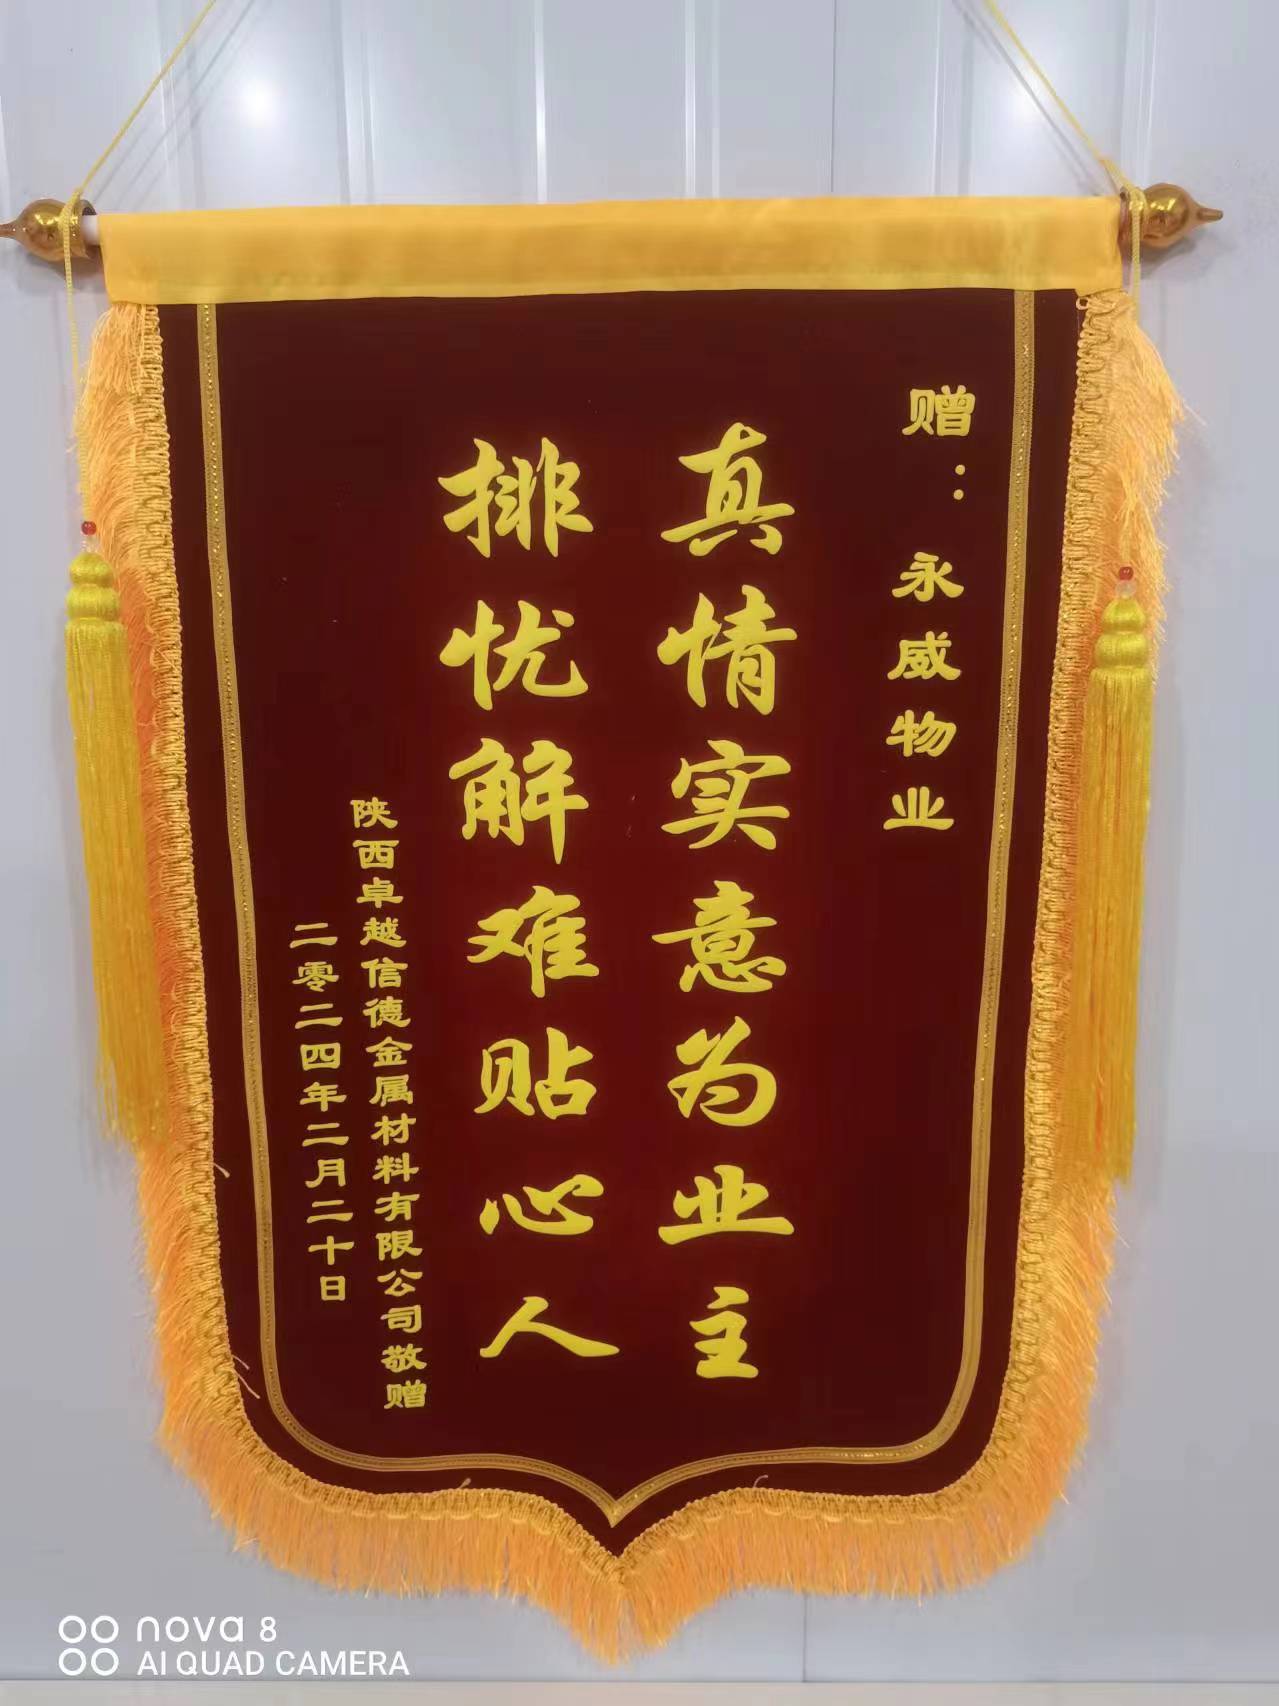 赠：永威物业
真情实意为业主
排忧解难贴心人
陕西卓越信德金属材料有限公司敬赠
二零二四年二月二十日
nova 8
AI QUAD CAMERA